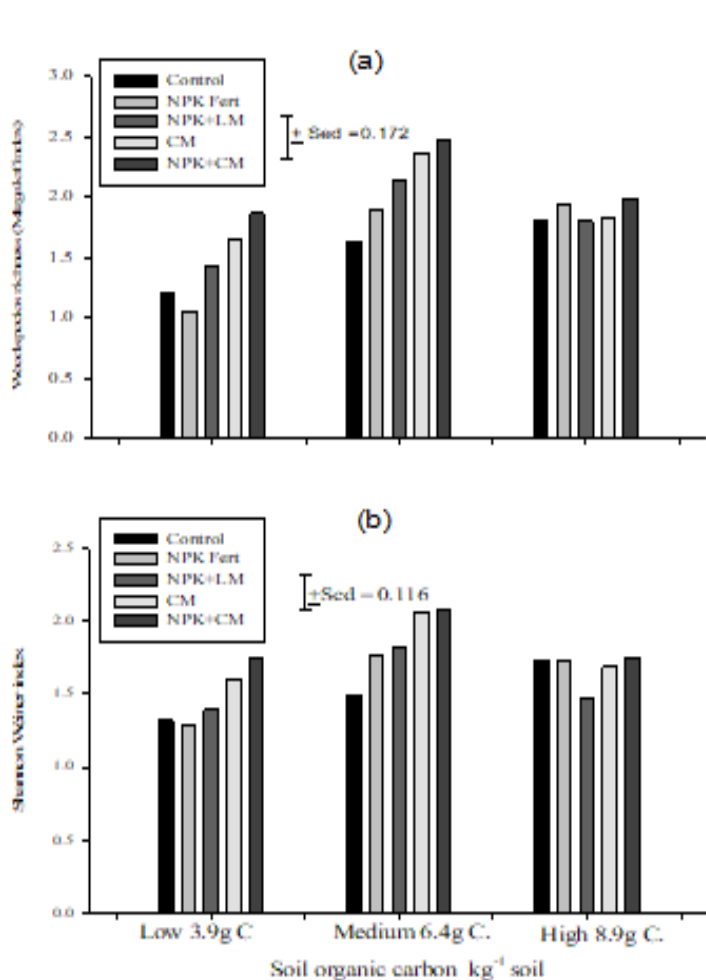 (a)
3.0
2.5
2.0
1.5
1.0
0.5
0.0
Control
NPK Fert
NPK+LM
CM
NPK+CM
± Sed =0.172
(b)
2.5
2.0
1.5
1.0
0.5
0.0
Control
NPK Fert
NPK+LM
CM
NPK+CM
±Sed = 0.116
Shannon Weiner index
Low 3.9g C
Medium 6.4g C.
High 8.9g C.
Soil organic carbon kg⁻¹ soil